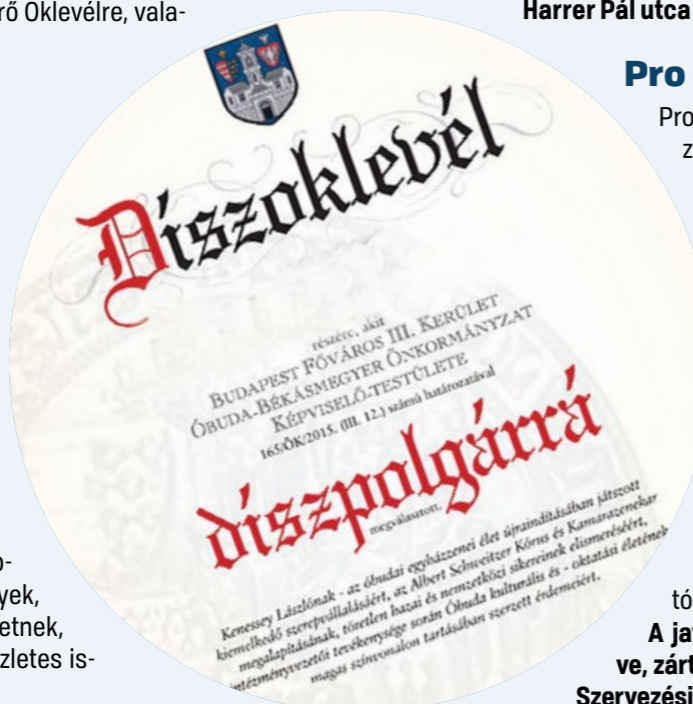 rő Oklevélre, vala-
Harrer Pál utca
Pro
Pro
z
Díszoklevél
részére, akit
BUDAPEST FŐVÁROS III. KERÜLET
ÓBUDA-BÉKÁSMEGYER ÖNKORMÁNYZAT
KÉPVISELŐ-TESTÜLETE
165/ÖK/2015. (III. 12.) számú határozatával
díszpolgárrá
megválasztott.
Kenessey Lászlónak - az óbudai egyházzenei élet újraindításában játszott
kiemelkedő szerepvállalásáért, az Albert Schweitzer Kórus és Kamarazenekar
megalapításának, töretlen hazai és nemzetközi sikereinek elismeréséért,
intézményvezetői tevékenysége során Óbuda kulturális és - oktatási életének
magas színvonalon tartásában szerzett érdemeiért.
o-
yek,
etnek,
zletes is-
tó
A ja
ve, zárt
Szervezési